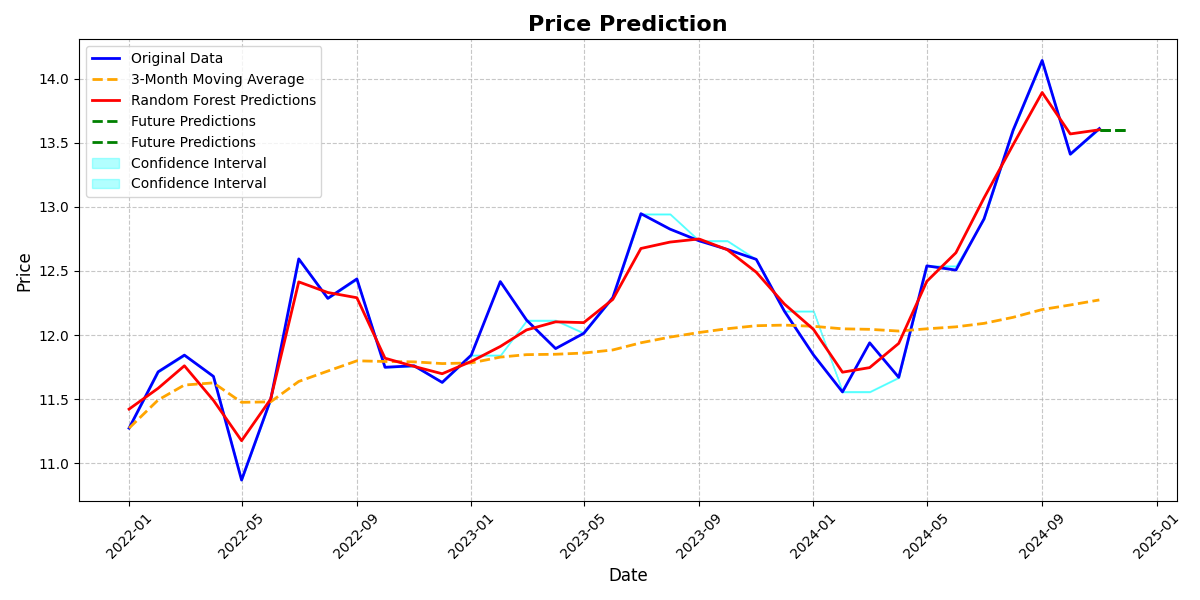 Price Prediction
Original Data
3-Month Moving Average
Random Forest Predictions
Future Predictions
Future Predictions
Confidence Interval
Confidence Interval
14.0
13.5
13.0
12.5
12.0
11.5
11.0
Price
2022-01
2022-05
2022-09
2023-01
2023-05
2023-09
2024-01
2024-05
2024-09
2025-01
Date